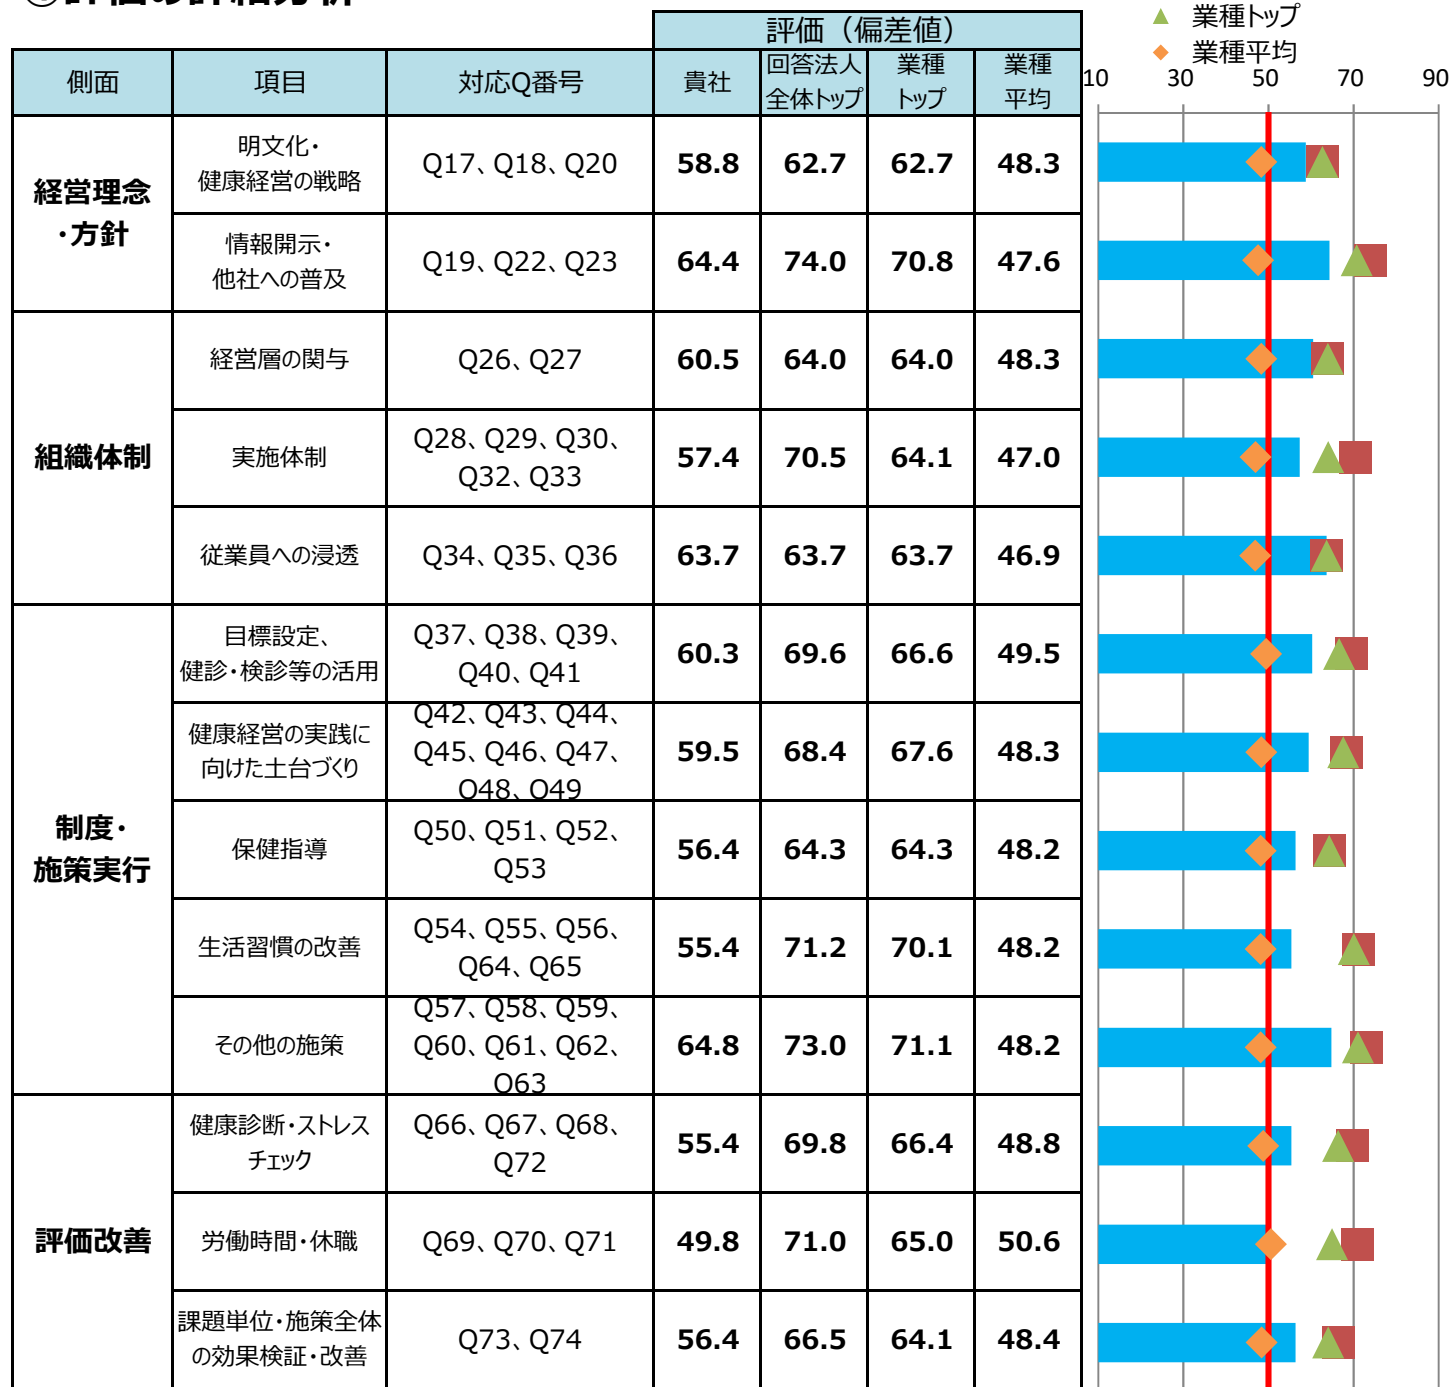 ①評価の詳細分析
▲ 業種トップ
◆ 業種平均
評価（偏差値）
側面 項目 対応Q番号 貴社 回答法人 業種 業種
全体トップ トップ 平均
10 30 50 70 90
経営理念
・方針
明文化・
健康経営の戦略
Q17、Q18、Q20 58.8 62.7 62.7 48.3
情報開示・
他社への普及
Q19、Q22、Q23 64.4 74.0 70.8 47.6
組織体制
経営層の関与 Q26、Q27 60.5 64.0 64.0 48.3
実施体制
Q28、Q29、Q30、
Q32、Q33
57.4 70.5 64.1 47.0
従業員への浸透 Q34、Q35、Q36 63.7 63.7 63.7 46.9
制度・
施策実行
目標設定、
健診・検診等の活用
Q37、Q38、Q39、
Q40、Q41
60.3 69.6 66.6 49.5
健康経営の実践に
向けた土台づくり
Q42、Q43、Q44、
Q45、Q46、Q47、
Q48、Q49
59.5 68.4 67.6 48.3
保健指導
Q50、Q51、Q52、
Q53
56.4 64.3 64.3 48.2
生活習慣の改善
Q54、Q55、Q56、
Q64、Q65
55.4 71.2 70.1 48.2
その他の施策
Q57、Q58、Q59、
Q60、Q61、Q62、
Q63
64.8 73.0 71.1 48.2
評価改善
健康診断・ストレス
チェック
Q66、Q67、Q68、
Q72
55.4 69.8 66.4 48.8
労働時間・休職 Q69、Q70、Q71 49.8 71.0 65.0 50.6
課題単位・施策全体
の効果検証・改善
Q73、Q74 56.4 66.5 64.1 48.4